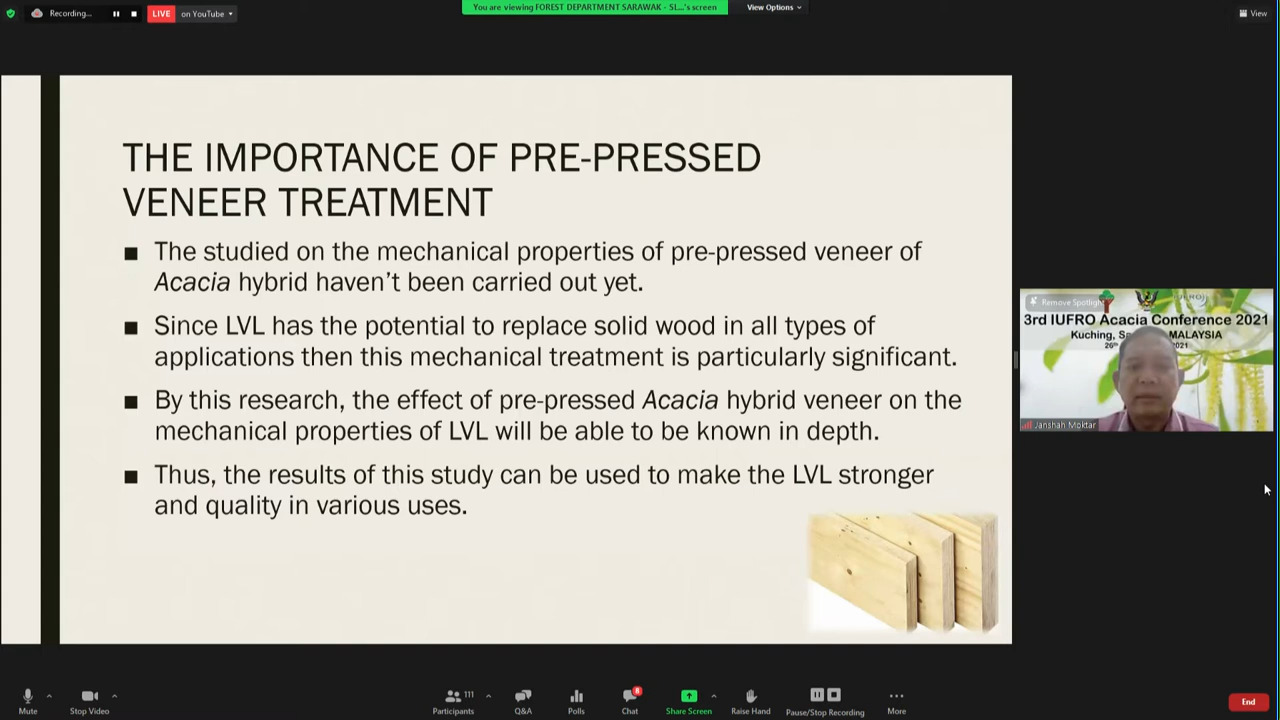 Recording...
LIVE
on YouTube
You are viewing FOREST DEPARTMENT SARAWAK - SL...'s screen
View Options
View
THE IMPORTANCE OF PRE-PRESSED
VENEER TREATMENT
■ The studied on the mechanical properties of pre-pressed veneer of
Acacia hybrid haven't been carried out yet.
■ Since LVL has the potential to replace solid wood in all types of
applications then this mechanical treatment is particularly significant.
■ By this research, the effect of pre-pressed Acacia hybrid veneer on the
mechanical properties of LVL will be able to be known in depth.
■ Thus, the results of this study can be used to make the LVL stronger
and quality in various uses.
Remove Spotlight
3rd IUFRO Acacia Conference 2021
Kuching, MALAYSIA
2021
Janshah Moktar
Mute
Stop Video
Participants
111
Q&A
Polls
Chat
8
Share Screen
Raise Hand
Pause/Stop Recording
More
End